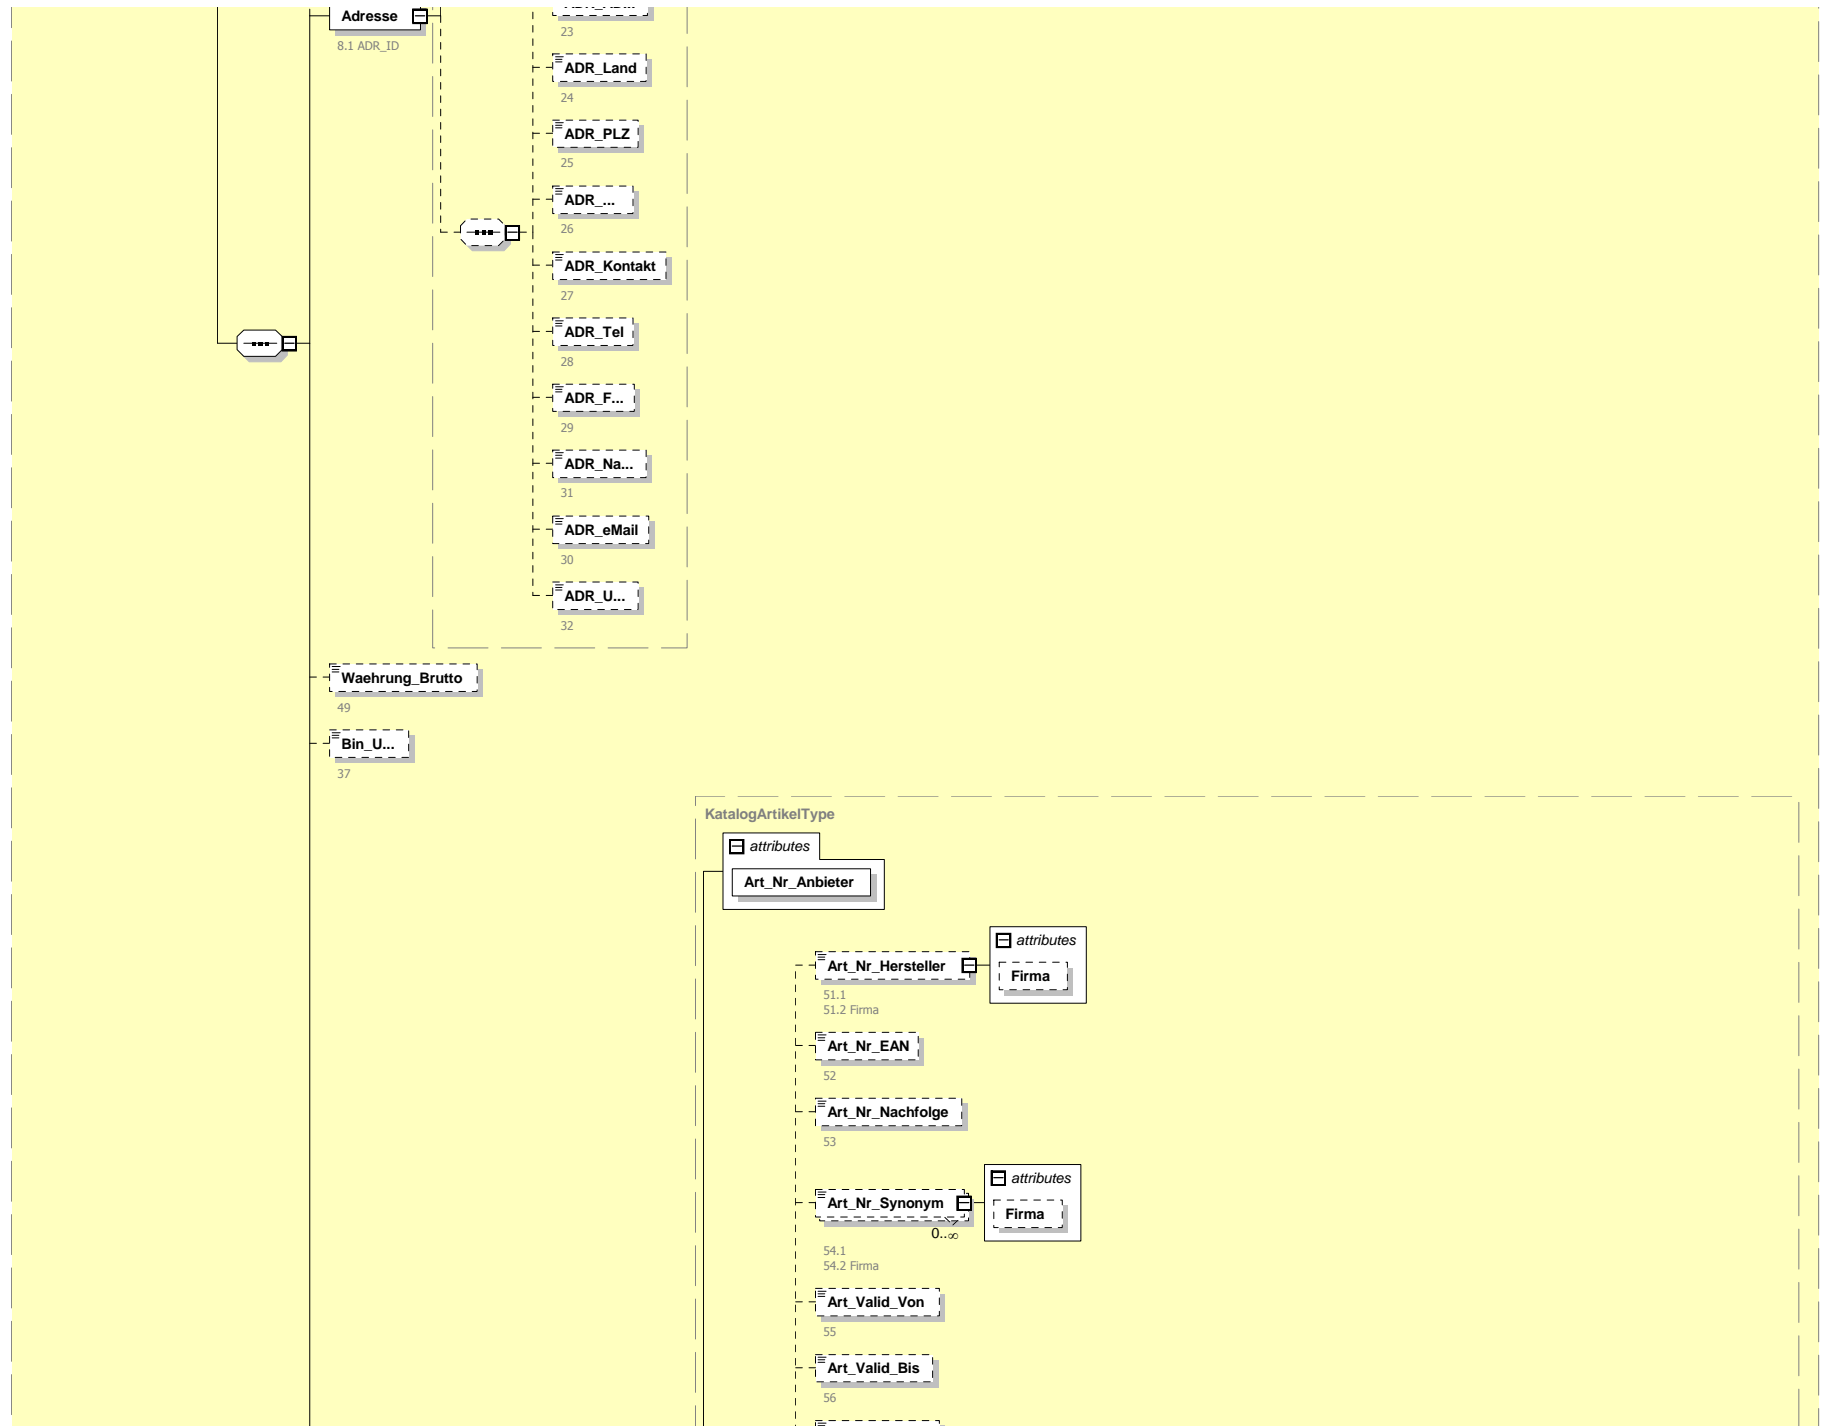 Adresse
8.1 ADR_ID
23
ADR_Land
24
ADR_PLZ
25
ADR_...
26
ADR_Kontakt
27
ADR_Tel
28
ADR_F...
29
ADR_Na...
31
ADR_eMail
30
ADR_U...
32
Waehrung_Brutto
49
Bin_U...
37
KatalogArtikelType
attributes
Art_Nr_Anbieter
attributes
Art_Nr_Hersteller
Firma
51.1
51.2 Firma
Art_Nr_EAN
52
Art_Nr_Nachfolge
53
attributes
Art_Nr_Synonym
Firma
0..∞
54.1
54.2 Firma
Art_Valid_Von
55
Art_Valid_Bis
56